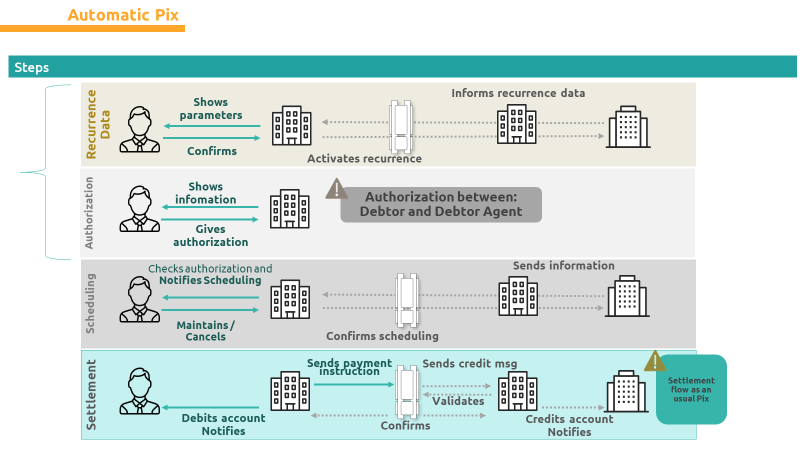 Automatic Pix
Steps
Recurrence
Data
Shows
parameters
Confirms
Informs recurrence data
Activates recurrence
Authorization
Shows
infomation
Gives
authorization
Authorization between:
Debtor and Debtor Agent
Scheduling
Checks authorization and
Notifies Scheduling
Maintains /
Cancels
Sends information
Confirms scheduling
Settlement
Sends payment
instruction
Sends credit msg
Validates
Debits account
Notifies
Confirms
Credits account
Notifies
Settlement
flow as an
usual Pix